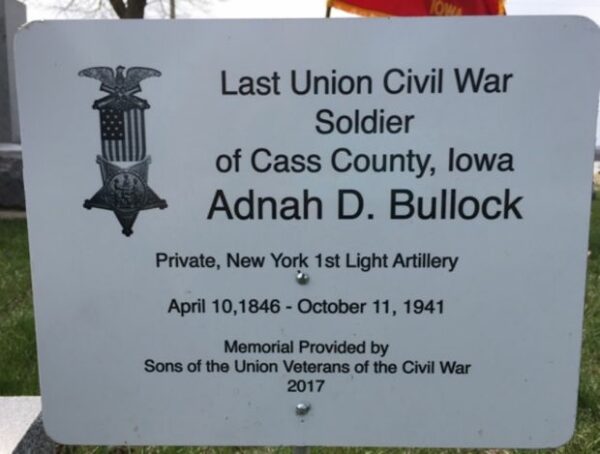 IOWA
Last Union Civil War
Soldier
of Cass County, Iowa
Adnah D. Bullock
Private, New York 1st Light Artillery
April 10,1846 - October 11, 1941
Memorial Provided by
Sons of the Union Veterans of the Civil War
2017